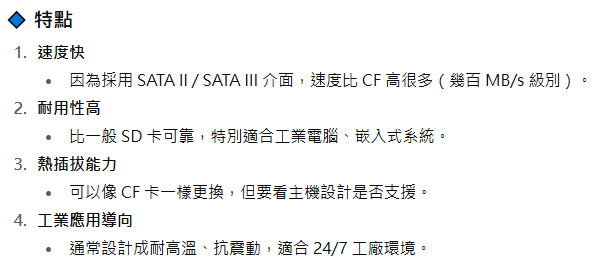 特點
1. 速度快
• 因為採用 SATA II / SATA III 介面，速度比 CF 高很多（幾百 MB/s 級別）。
2. 耐用性高
• 比一般 SD 卡可靠，特別適合工業電腦、嵌入式系統。
3. 熱插拔能力
• 可以像 CF 卡一樣更換，但要看主機設計是否支援。
4. 工業應用導向
• 通常設計成耐高溫、抗震動，適合 24/7 工廠環境。